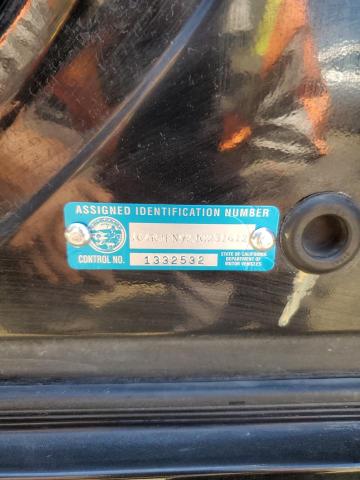 ASSIGNED IDENTIFICATION NUMBER
CONTROL NO. 1332532
STATE OF CALIFORNIA
DEPARTMENT OF
MOTOR VEHICLES